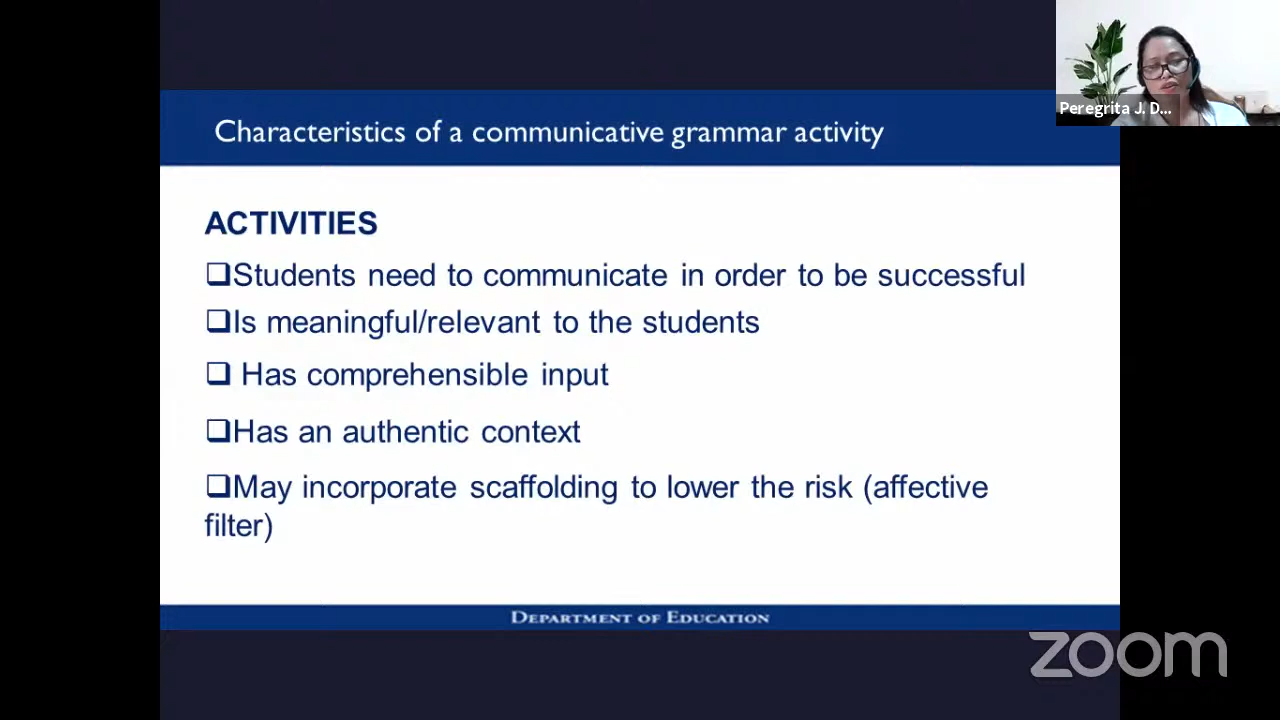 Peregrita J. D...
Characteristics of a communicative grammar activity
ACTIVITIES
❑Students need to communicate in order to be successful
❑Is meaningful/relevant to the students
❑ Has comprehensible input
❑Has an authentic context
❑May incorporate scaffolding to lower the risk (affective
filter)
DEPARTMENT OF EDUCATION
zoom